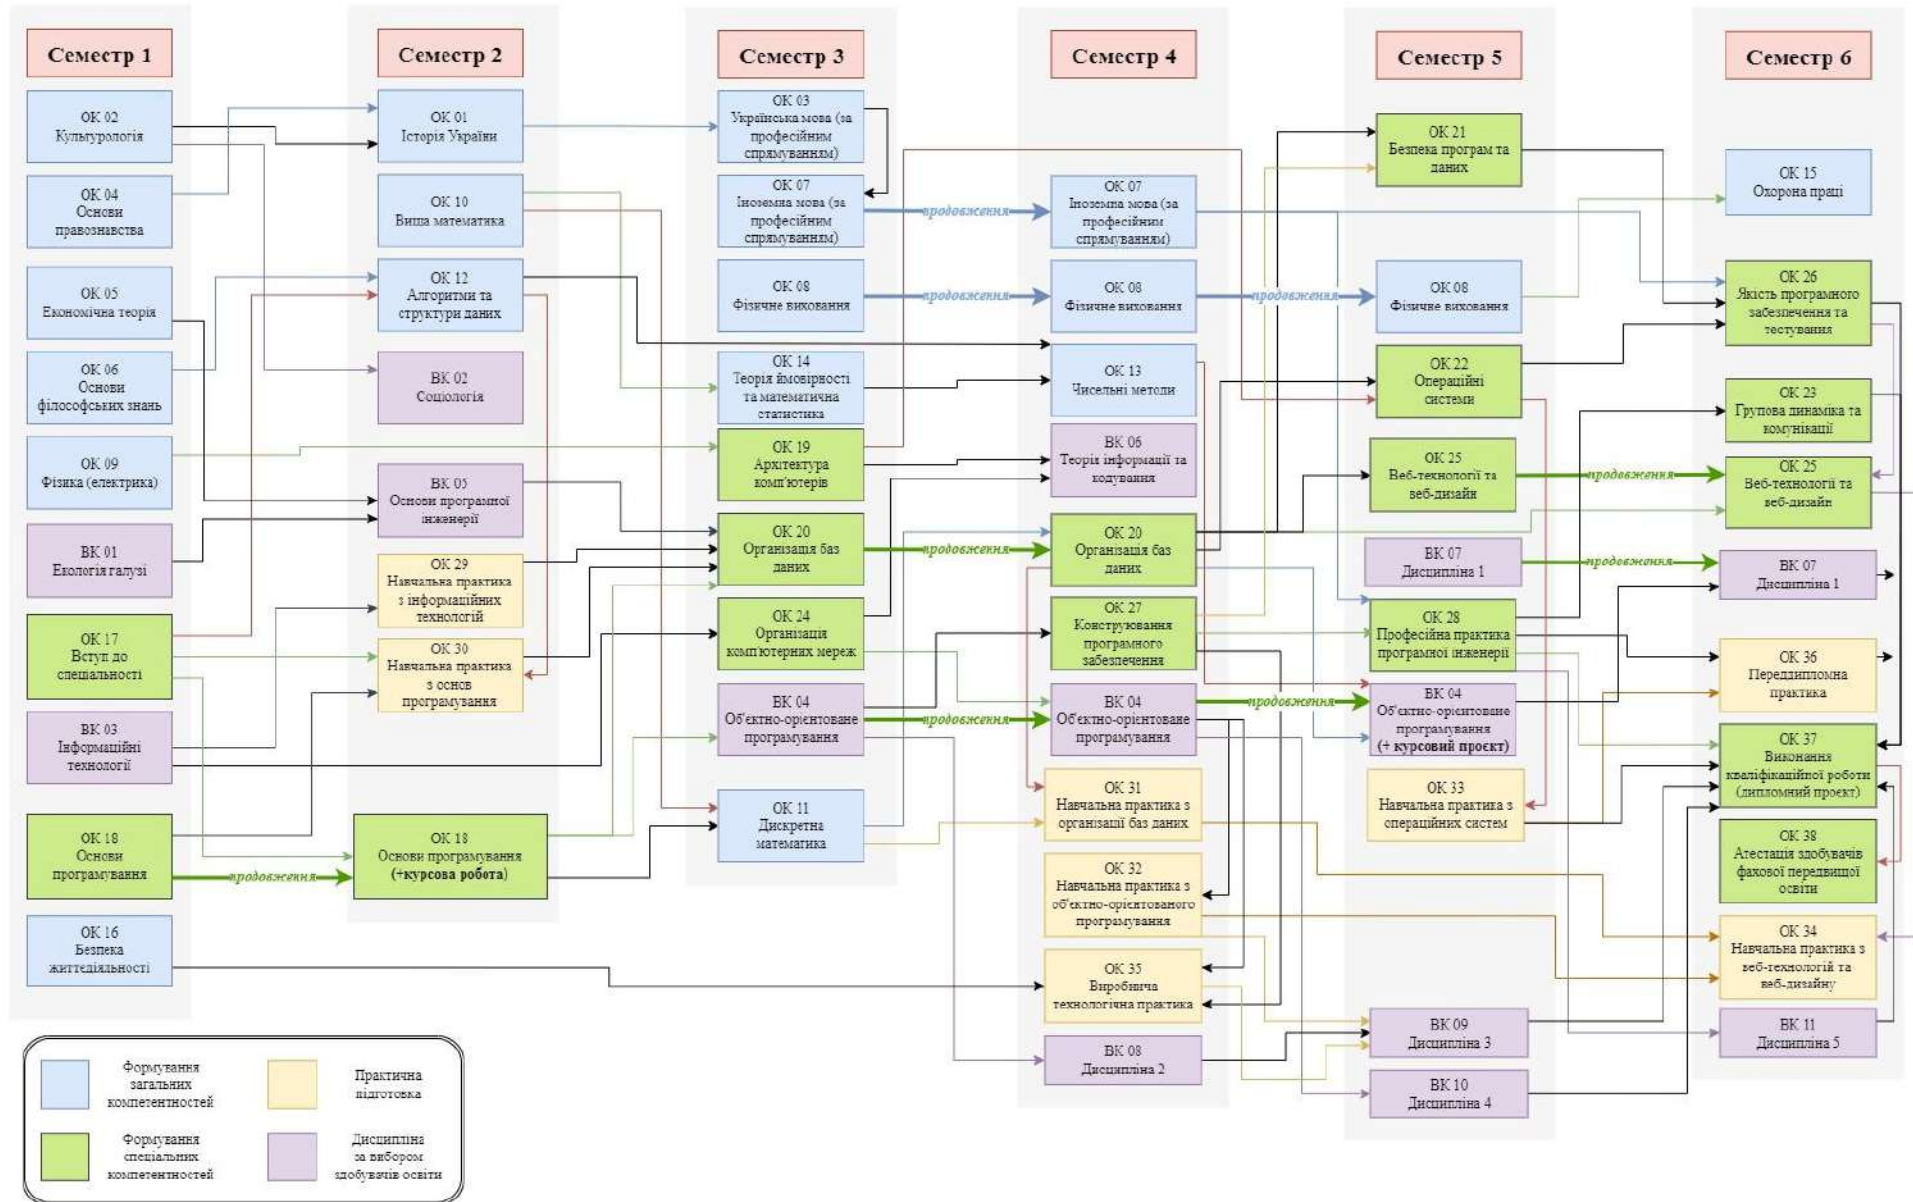 Семестр 1
ОК 02
Культурологія
ОК 04
Основи
правознавства
ОК 05
Економічна теорія
ОК 06
Основи
філософських знань
ОК 09
Фізика (електрика)
ВК 01
Екологія галузі
ОК 17
Вступ до
спеціальності
ВК 03
Інформаційні
технології
ОК 18
Основи
програмування
ОК 16
Безпека
життєдіяльності
продовження
Семестр 2
ОК 01
Історія України
ОК 10
Вища математика
ОК 12
Алгоритми та
структури даних
ВК 02
Соціологія
ВК 05
Основи програмної
інженерії
ОК 29
Навчальна практика
з інформаційних
технологій
ОК 30
Навчальна практика
з основ
програмування
ОК 18
Основи програмування
(+курсова робота)
Семестр 3
ОК 03
Українська мова (за
професійним
спрямуванням)
ОК 07
Іноземна мова (за
професійним
спрямуванням)
продовження
ОК 08
Фізичне виховання
продовження
ОК 14
Теорія ймовірності
та математична
статистика
ОК 19
Архітектура
комп'ютерів
ОК 20
Організація баз
даних
продовження
ОК 24
Організація
комп'ютерних мереж
ВК 04
Об'єктно-орієнтоване
програмування
продовження
ОК 11
Дискретна
математика
Семестр 4
ОК 07
Іноземна мова (за
професійним
спрямуванням)
ОК 08
Фізичне виховання
продовження
ОК 13
Чисельні методи
ВК 06
Теорія інформації та
кодування
ОК 20
Організація баз
даних
ОК 27
Конструювання
програмного
забезпечення
ВК 04
Об'єктно-орієнтоване
програмування
продовження
ОК 31
Навчальна практика з
організації баз даних
ОК 32
Навчальна практика з
об'єктно-орієнтованого
програмування
ОК 35
Виробнича
технологічна практика
ВК 08
Дисципліна 2
Семестр 5
ОК 21
Безпека програм та
даних
ОК 08
Фізичне виховання
ОК 22
Операційні
системи
ОК 25
Веб-технології та
веб-дизайн
продовження
ВК 07
Дисципліна 1
продовження
ОК 28
Професійна практика
програмної інженерії
ВК 04
Об'єктно-орієнтоване
програмування
(+ курсовий проєкт)
ОК 33
Навчальна практика з
операційних систем
ВК 09
Дисципліна 3
ВК 10
Дисципліна 4
Семестр 6
ОК 15
Охорона праці
ОК 26
Якість програмного
забезпечення та
тестування
ОК 23
Групова динаміка та
комунікації
ОК 25
Веб-технології та
веб-дизайн
ВК 07
Дисципліна 1
ОК 36
Переддипломна
практика
ОК 37
Виконання
кваліфікаційної роботи
(дипломний проєкт)
ОК 38
Атестація здобувачів
фахової передвищої
освіти
ОК 34
Навчальна практика з
веб-технологій та
веб-дизайну
ВК 11
Дисципліна 5
Формування
загальних
компетентностей
Практична
підготовка
Формування
спеціальних
компетентностей
Дисципліна
за вибором
здобувачів освіти